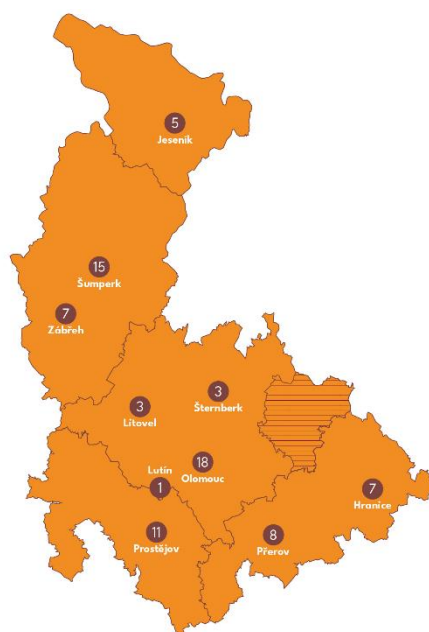 5
Jeseník
15
Šumperk
7
Zábřeh
3
Šternberk
3
Litovel
18
Olomouc
Lutín
1
7
Hranice
11
Prostějov
8
Přerov